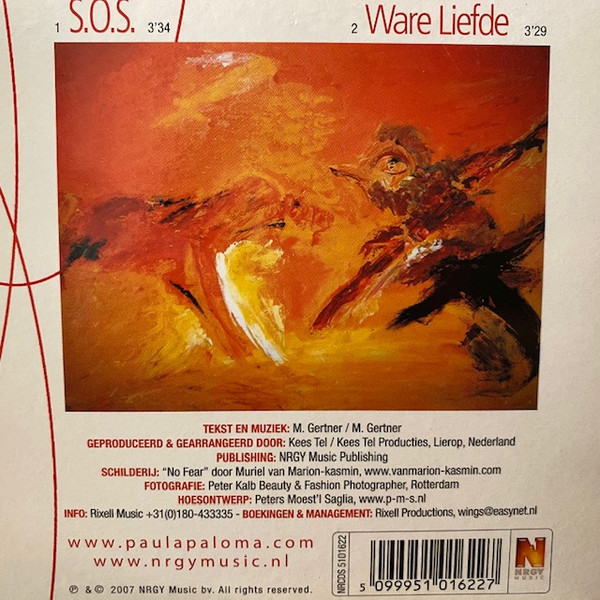 1 S.O.S. 3'34 2 Ware Liefde 3'29
TEKST EN MUZIEK: M. Gertner / M. Gertner
GEPRODUCEERD & GEARRANGEERD DOOR: Kees Tel / Kees Tel Producties, Lierop, Nederland
PUBLISHING: NRGY Music Publishing
SCHILDERIJ: “No Fear” door Muriel van Marion-kasmin, www.vanmarion-kasmin.com
FOTOGRAFIE: Peter Kalb Beauty & Fashion Photographer, Rotterdam
HOESONTWERP: Peters Moest'l Saglia, www.p-m-s.nl
INFO: Rixell Music +31(0)180-433335 - BOEKINGEN & MANAGEMENT: Rixell Productions, wings@easynet.nl
www.paulapaloma.com
www.nrgymusic.nl
℗ & © 2007 NRGY Music bv. All rights reserved.
NRCDS 5101622
5 099951 016227
N
NRGY
MUSIC